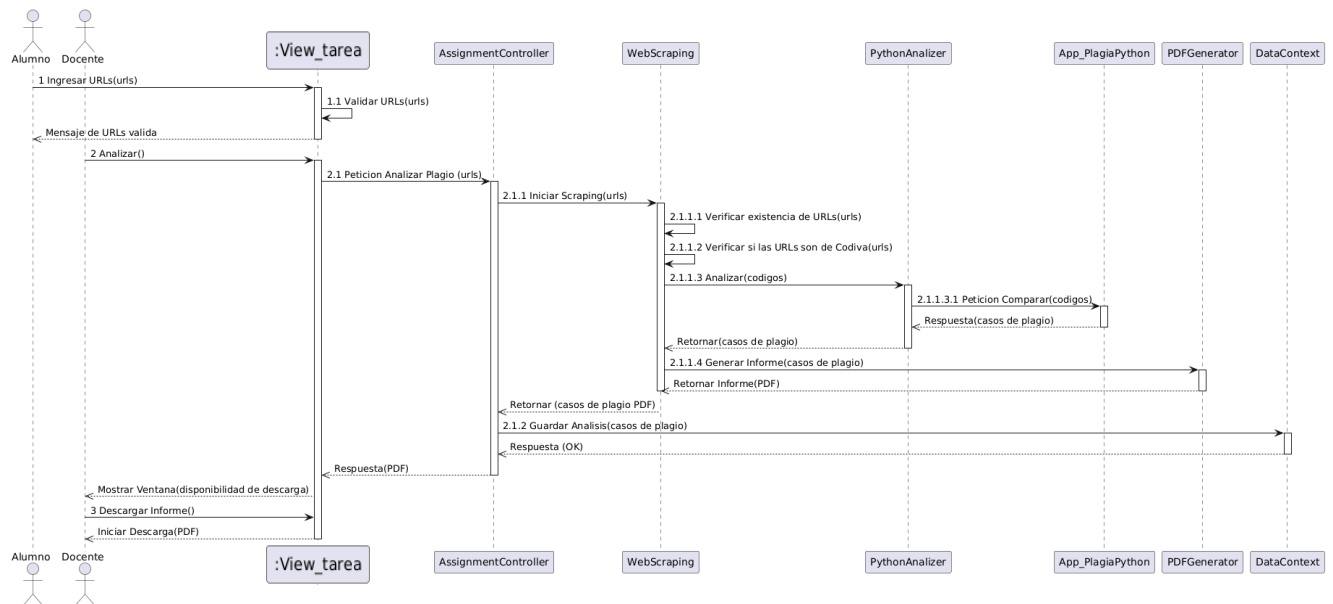 Alumno
Docente
:View_tarea
AssignmentController
WebScraping
PythonAnalizer
App_PlagiaPython
PDFGenerator
DataContext
1 Ingresar URLs(urls)
1.1 Validar URLs(urls)
Mensaje de URLs valida
2 Analizar()
2.1 Peticion Analizar Plagio (urls)
2.1.1 Iniciar Scraping(urls)
2.1.1.1 Verificar existencia de URLs(urls)
2.1.1.2 Verificar si las URLs son de Codiva(urls)
2.1.1.3 Analizar(codigos)
2.1.1.3.1 Peticion Comparar(codigos)
Respuesta(casos de plagio)
Retornar(casos de plagio)
2.1.1.4 Generar Informe(casos de plagio)
Retornar Informe(PDF)
Retornar (casos de plagio PDF)
2.1.2 Guardar Analisis(casos de plagio)
Respuesta (OK)
Respuesta(PDF)
Mostrar Ventana(disponibilidad de descarga)
3 Descargar Informe()
Iniciar Descarga(PDF)
Alumno
Docente
:View_tarea
AssignmentController
WebScraping
PythonAnalizer
App_PlagiaPython
PDFGenerator
DataContext